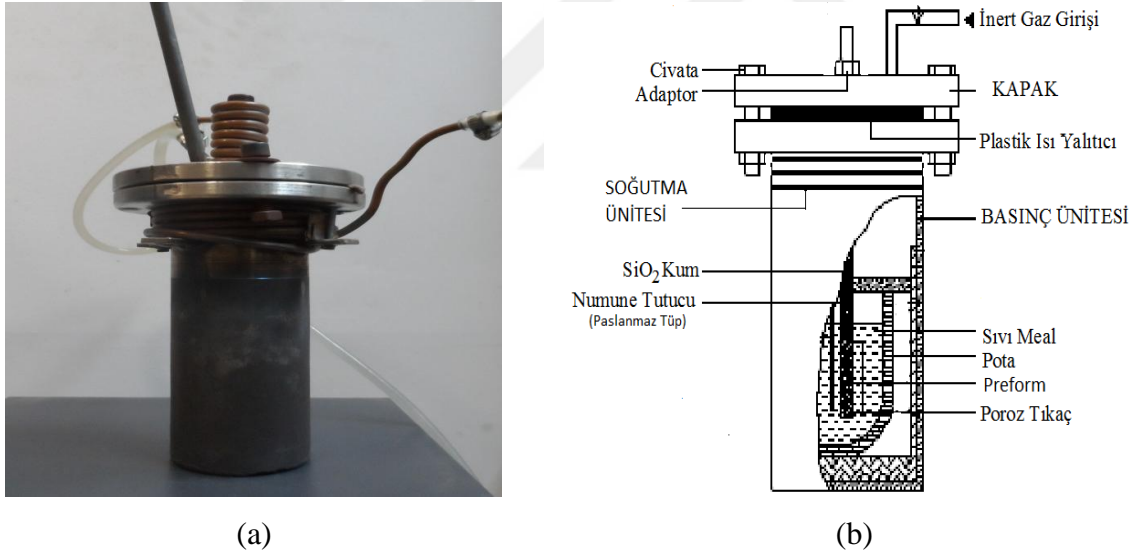 İnert Gaz Girişi
Civata
Adaptor
KAPAK
Plastik Isı Yalıtıcı
SOĞUTMA
ÜNİTESİ
BASINÇ ÜNİTESİ
SiO₂ Kum
Numune Tutucu
(Paslanmaz Tüp)
Sıvı Meal
Pota
Preform
Poroz Tıkaç
(a)
(b)